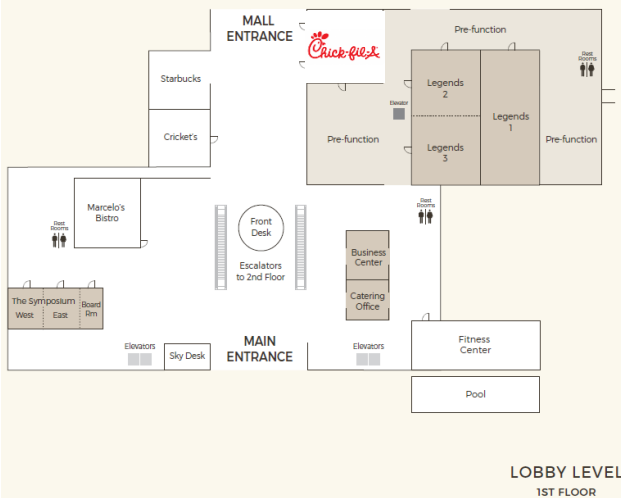 MALL
ENTRANCE
Chick-fil-A
Pre-function
Starbucks
Legends
2
Rest
Rooms
Elevator
Legends
1
Cricket's
Pre-function
Legends
3
Pre-function
Marcelo's
Bistro
Rest
Rooms
Front
Desk
Rest
Rooms
Escalators
to 2nd Floor
Business
Center
The Symposium
West
East
Board
Rm
Catering
Office
Elevators
Sky Desk
MAIN
ENTRANCE
Elevators
Fitness
Center
Pool
LOBBY LEVEL
1ST FLOOR